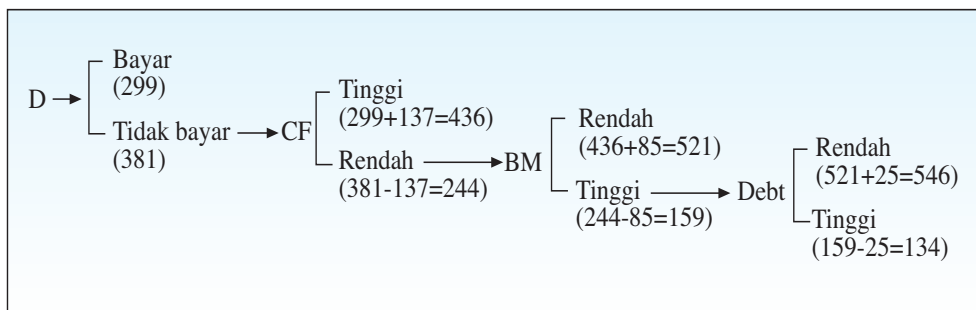 D
Bayar
(299)
Tidak bayar
(381)
CF
Tinggi
(299+137=436)
Rendah
(381-137=244)
BM
Rendah
(436+85=521)
Tinggi
(244-85=159)
Debt
Rendah
(521+25=546)
Tinggi
(159-25=134)